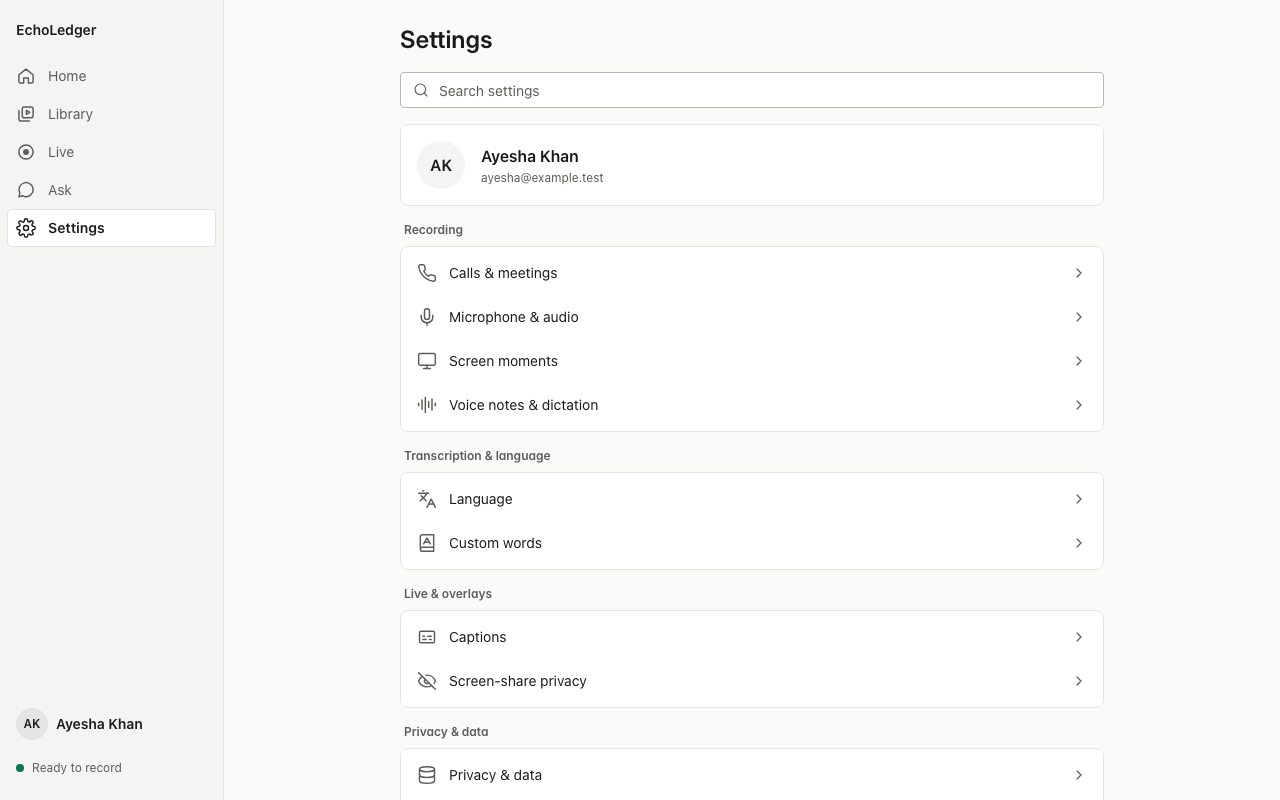 EchoLedger
Home
Library
Live
Ask
Settings
AK
Ayesha Khan
Ready to record
Settings
Search settings
AK
Ayesha Khan
ayesha@example.test
Recording
Calls & meetings
Microphone & audio
Screen moments
Voice notes & dictation
Transcription & language
Language
Custom words
Live & overlays
Captions
Screen-share privacy
Privacy & data
Privacy & data